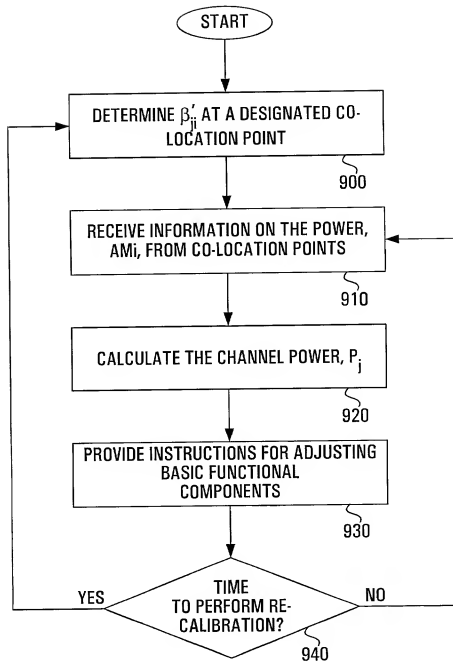 START
DETERMINE β′ji AT A DESIGNATED CO-
LOCATION POINT
900
RECEIVE INFORMATION ON THE POWER,
AMi, FROM CO-LOCATION POINTS
910
CALCULATE THE CHANNEL POWER, Pj
920
PROVIDE INSTRUCTIONS FOR ADJUSTING
BASIC FUNCTIONAL
COMPONENTS
930
YES
TIME
TO PERFORM RE-
CALIBRATION?
NO
940